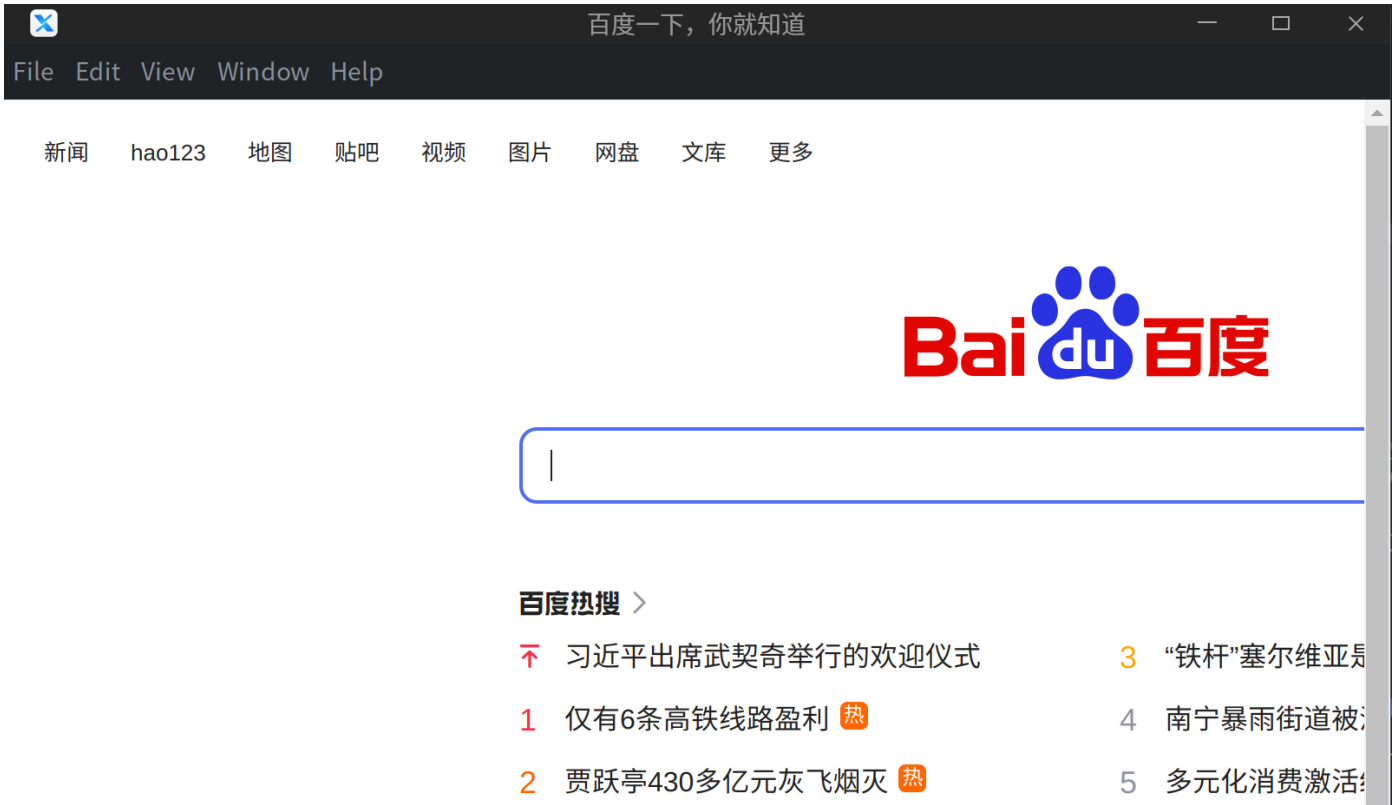 百度一下，你就知道
File Edit View Window Help
新闻 hao123 地图 贴吧 视频 图片 网盘 文库 更多
Bai du 百度
百度热搜
习近平出席武契奇举行的欢迎仪式
1 仅有6条高铁线路盈利 热
2 贾跃亭430多亿元灰飞烟灭 热
3 “铁杆”塞尔维亚是
4 南宁暴雨街道被
5 多元化消费激活